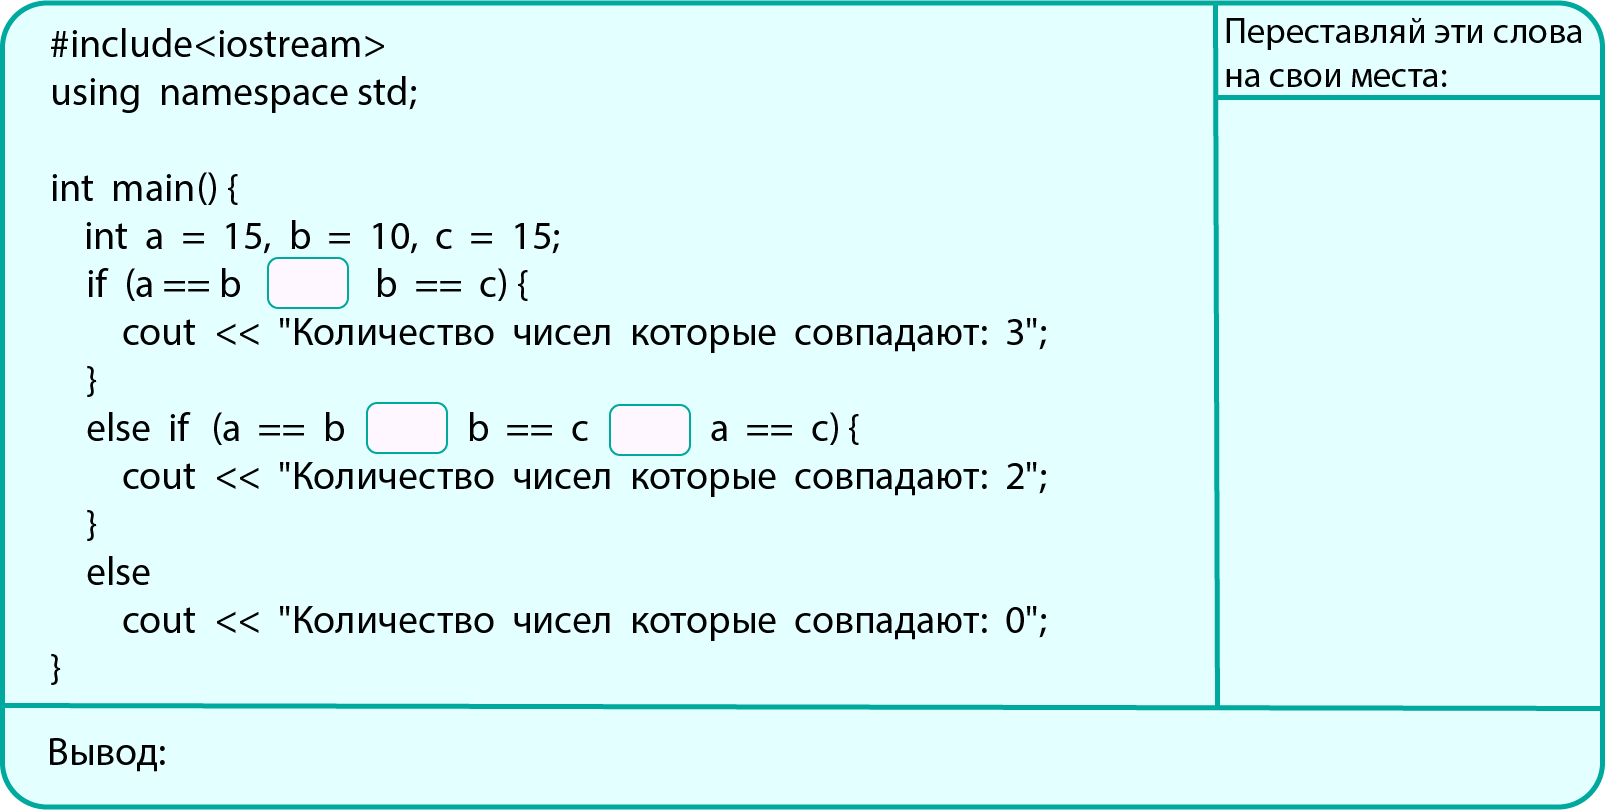 #include<iostream>
using namespace std;
int main() {
int a = 15, b = 10, c = 15;
if (a == b b == c) {
cout << "Количество чисел которые совпадают: 3";
}
else if (a == b b == c a == c) {
cout << "Количество чисел которые совпадают: 2";
}
else
cout << "Количество чисел которые совпадают: 0";
}
Переставляй эти слова
на свои места:
Вывод: